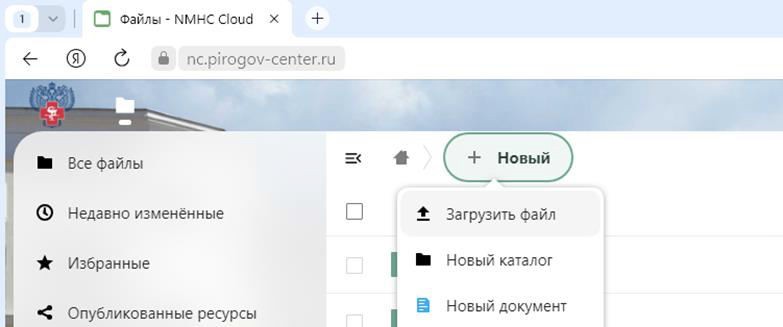 1
Файлы - NMHC Cloud
nc.pirogov-center.ru
Все файлы
Новый
Недавно изменённые
Загрузить файл
Избранные
Новый каталог
Опубликованные ресурсы
Новый документ